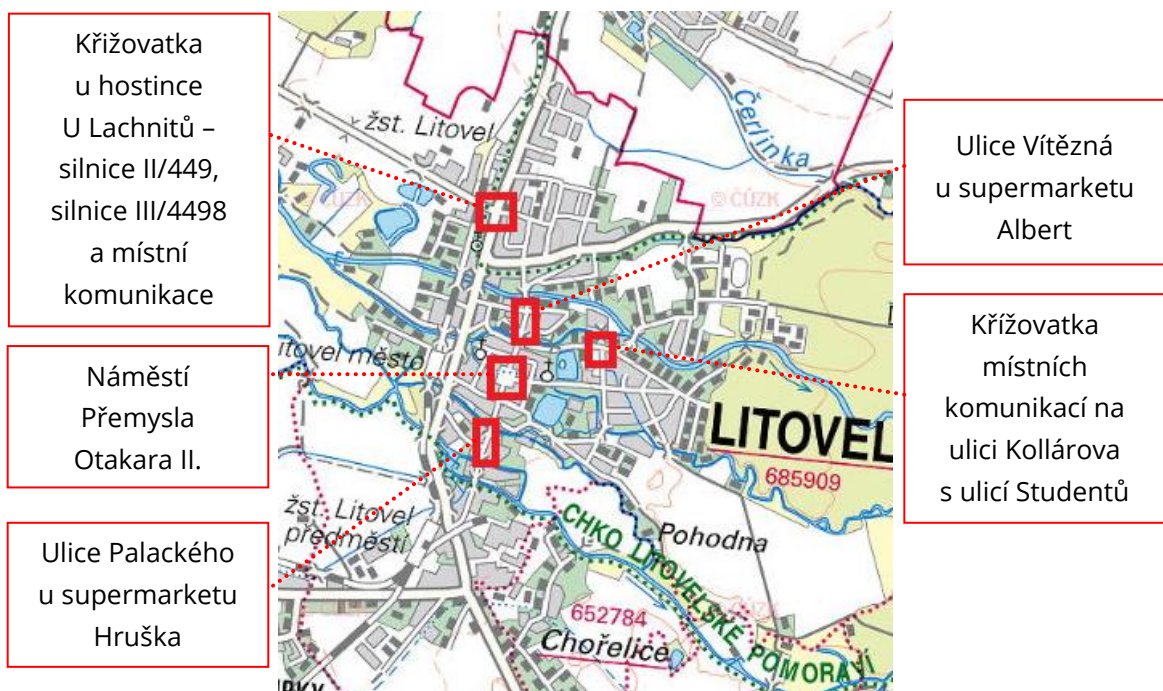 Křižovatka
u hostince
U Lachnitů –
silnice II/449,
silnice III/4498
a místní
komunikace
Náměstí
Přemysla
Otakara II.
Ulice Palackého
u supermarketu
Hruška
žst. Litovel
Čerlinka
ČÚZK
© ČÚZK
itovel město
LITOVEL
685909
žst. Litovel
předměstí
Pohodna
CHKO LITOVELSKÉ POMORAVÍ
652784
Chořelice
Ulice Vítězná
u supermarketu
Albert
Křížovatka
místních
komunikací na
ulici Kollárova
s ulicí Studentů